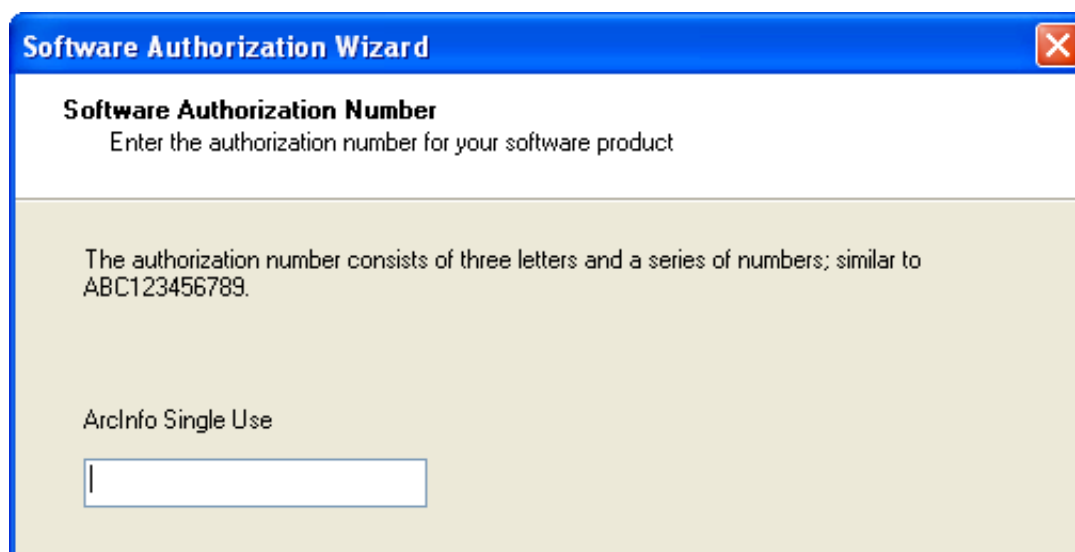 Software Authorization Wizard
Software Authorization Number
Enter the authorization number for your software product
The authorization number consists of three letters and a series of numbers; similar to
ABC123456789.
ArcInfo Single Use